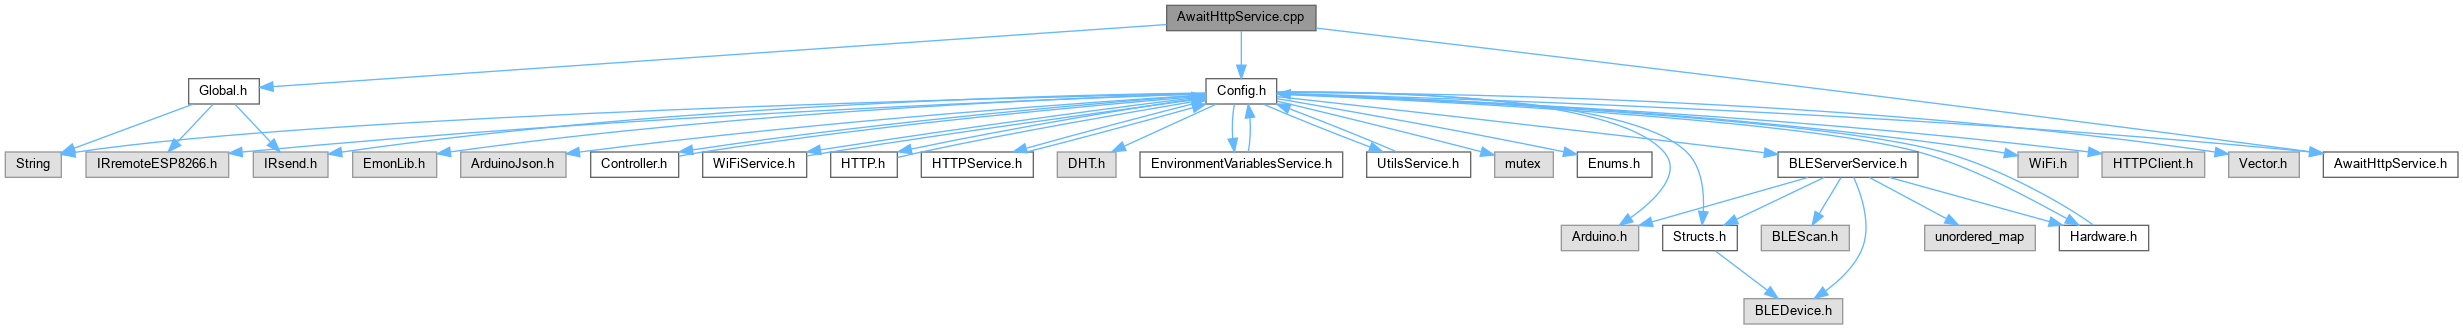 AwaitHttpService.cpp
Global.h
Config.h
String
IRremoteESP8266.h
IRsend.h
EmonLib.h
ArduinoJson.h
Controller.h
WiFiService.h
HTTP.h
HTTPService.h
DHT.h
EnvironmentVariablesService.h
UtilsService.h
mutex
Enums.h
BLEServerService.h
WiFi.h
HTTPClient.h
Vector.h
AwaitHttpService.h
Arduino.h
Structs.h
BLEScan.h
unordered_map
Hardware.h
BLEDevice.h